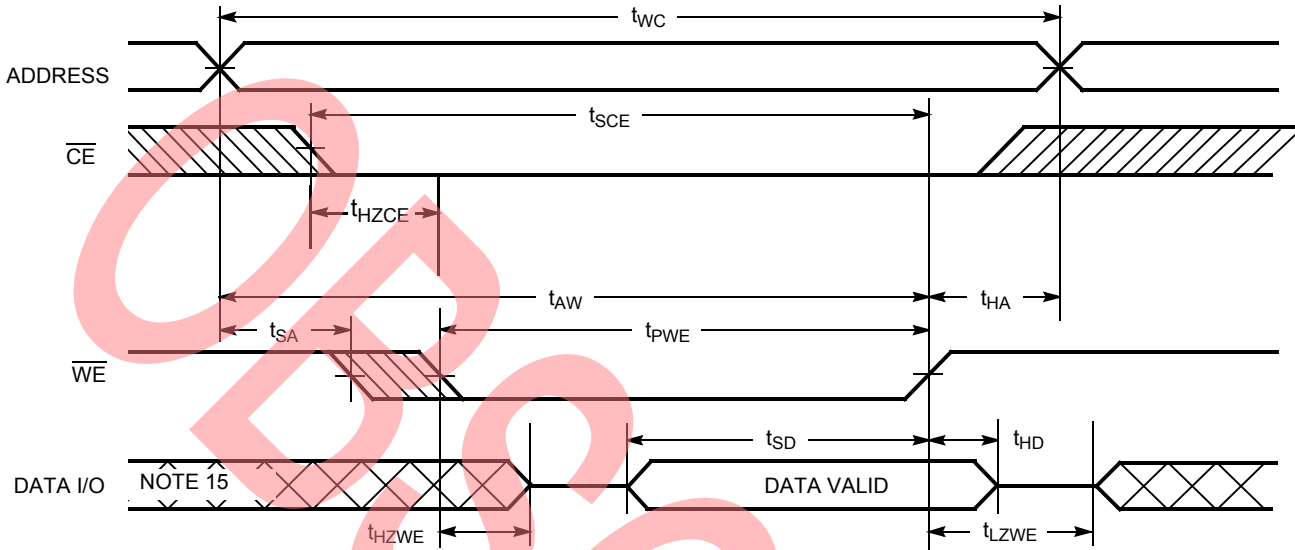 tWC
ADDRESS
tSCE
CE
tHZCE
tAW
tHA
tSA
tPWE
WE
tSD
tHD
DATA I/O
NOTE 15
DATA VALID
tHZWE
tLZWE